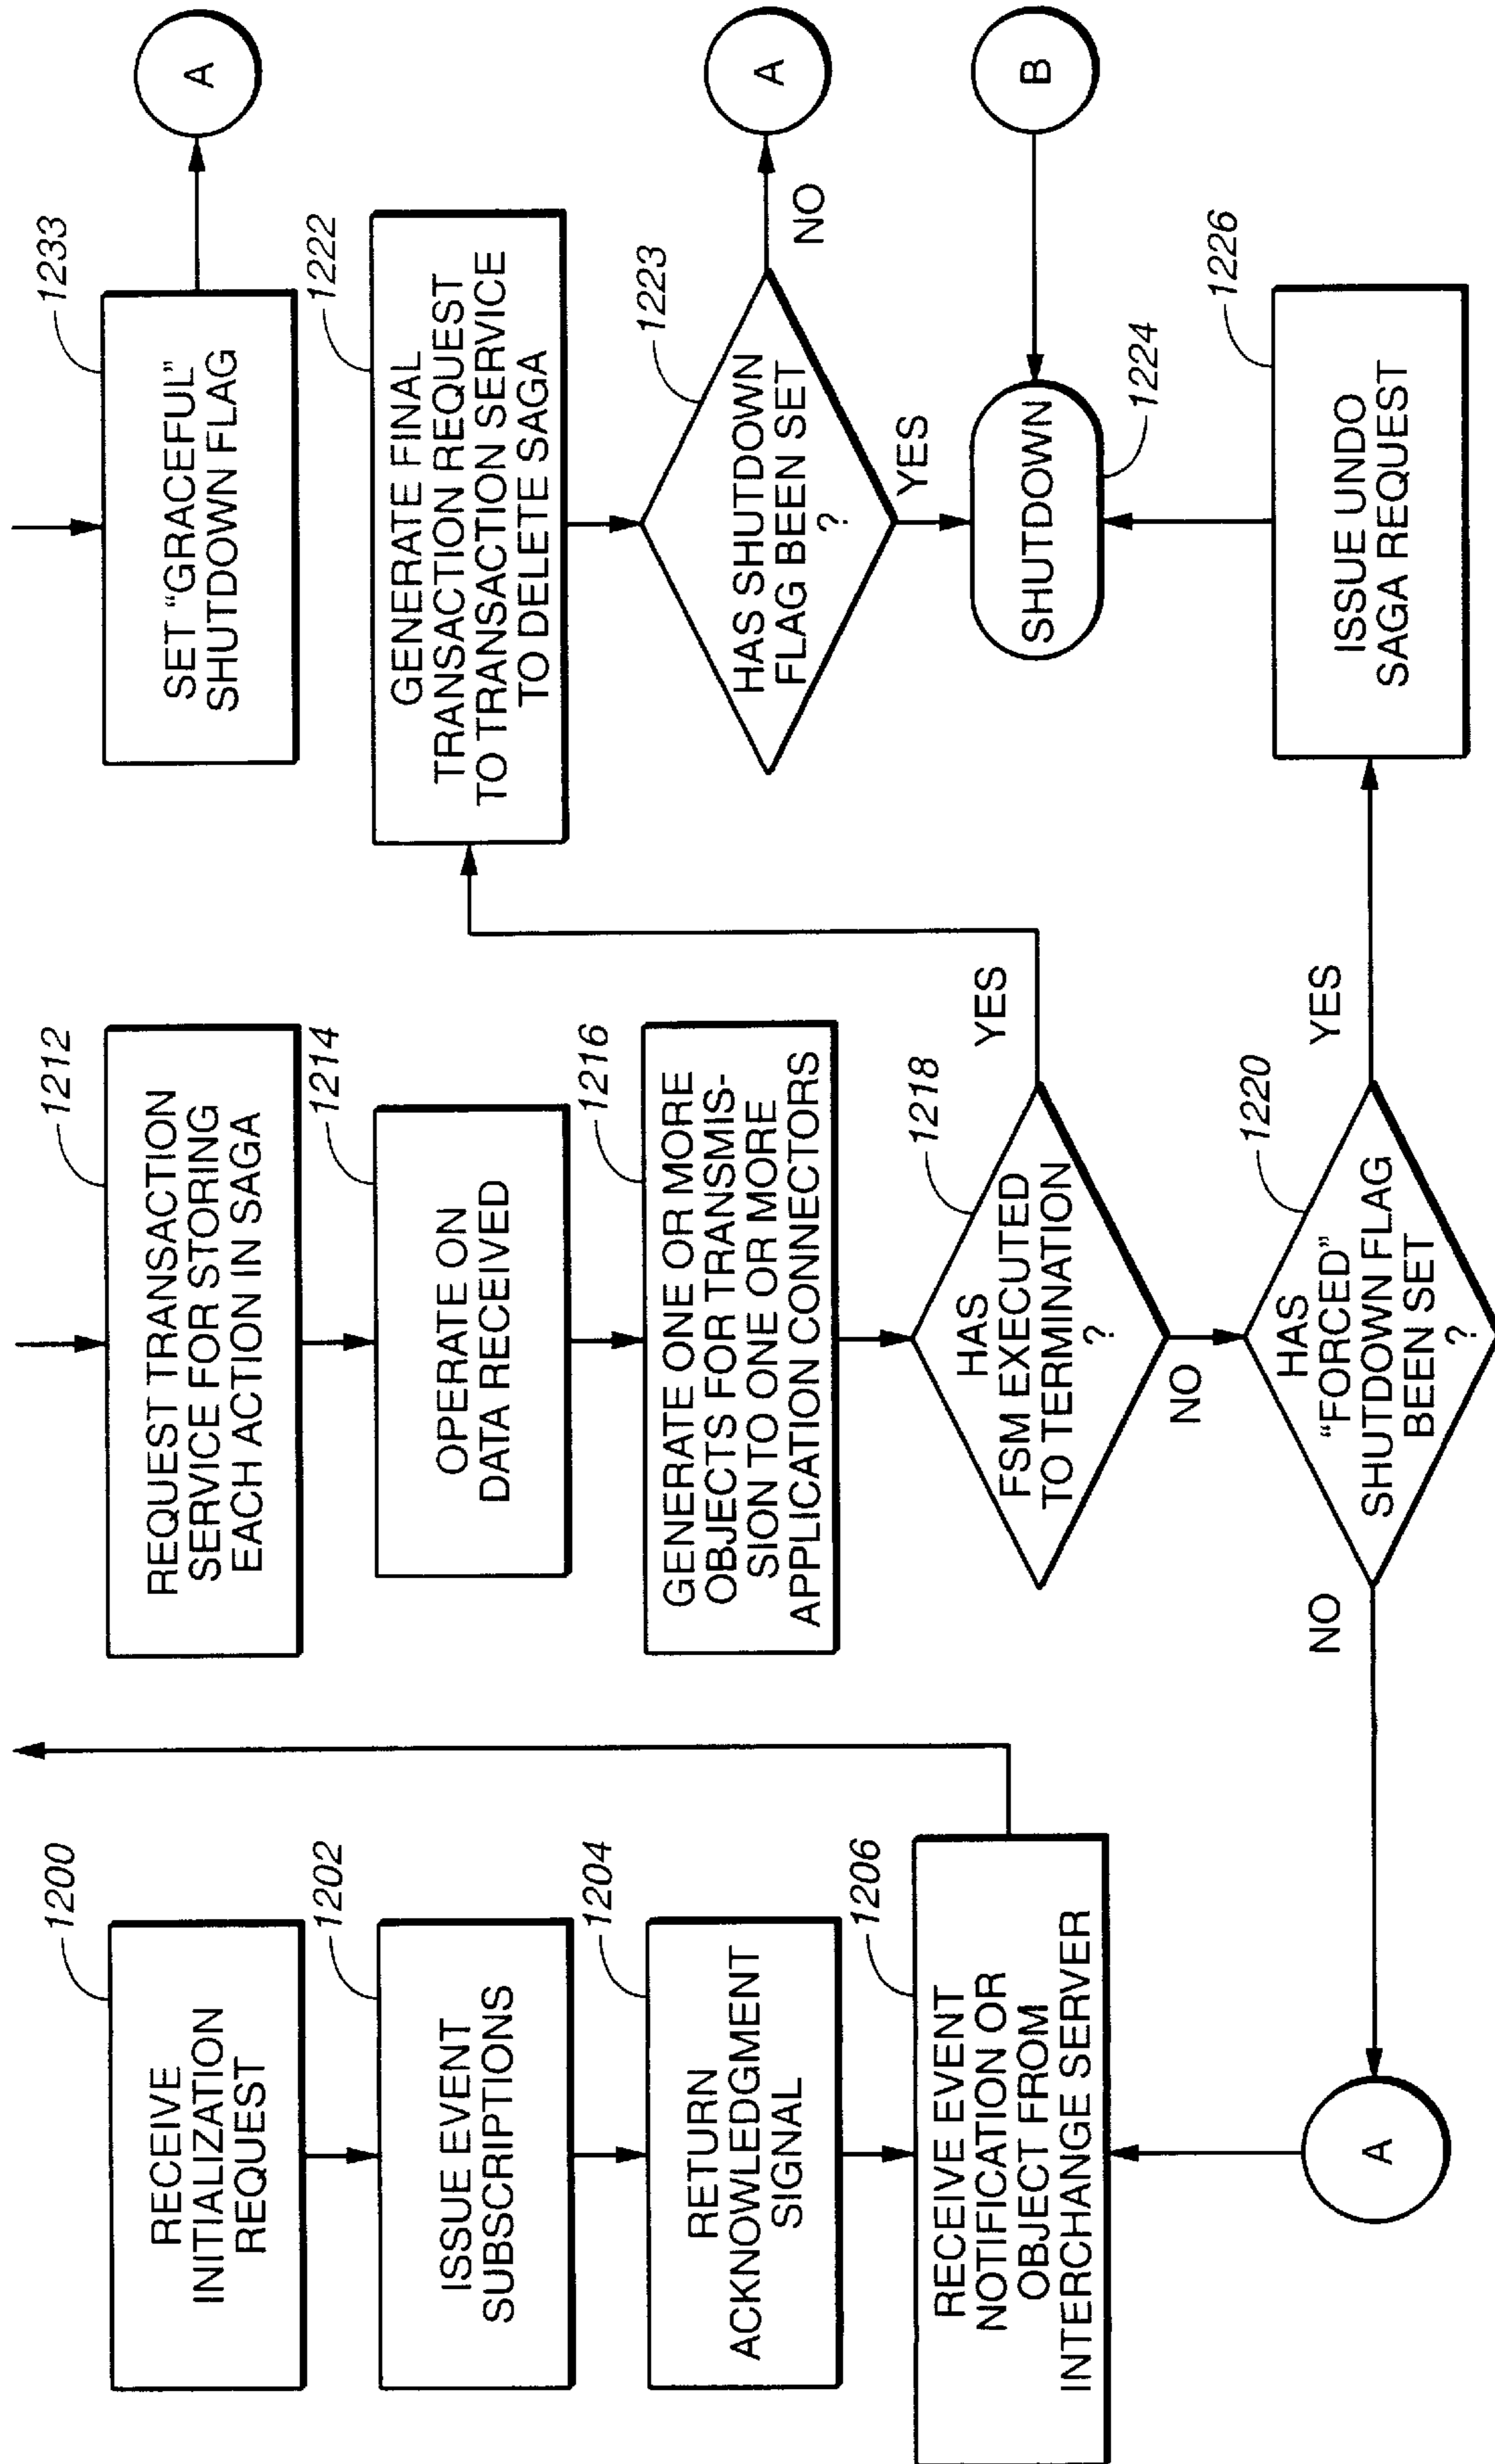 1200
RECEIVE
INITIALIZATION
REQUEST
1202
ISSUE EVENT
SUBSCRIPTIONS
1204
RETURN
ACKNOWLEDGMENT
SIGNAL
1206
RECEIVE EVENT
NOTIFICATION OR
OBJECT FROM
INTERCHANGE SERVER
A
1212
REQUEST TRANSACTION
SERVICE FOR STORING
EACH ACTION IN SAGA
1214
OPERATE ON
DATA RECEIVED
1216
GENERATE ONE OR MORE
OBJECTS FOR TRANSMIS-
SION TO ONE OR MORE
APPLICATION CONNECTORS
1218
HAS
FSM EXECUTED
TO TERMINATION
?
YES
NO
1220
HAS
“FORCED”
SHUTDOWN FLAG
BEEN SET
?
NO
YES
1233
SET “GRACEFUL”
SHUTDOWN FLAG
A
1222
GENERATE FINAL
TRANSACTION REQUEST
TO TRANSACTION SERVICE
TO DELETE SAGA
1223
HAS SHUTDOWN
FLAG BEEN SET
?
NO
A
YES
SHUTDOWN
1224
B
1226
ISSUE UNDO
SAGA REQUEST